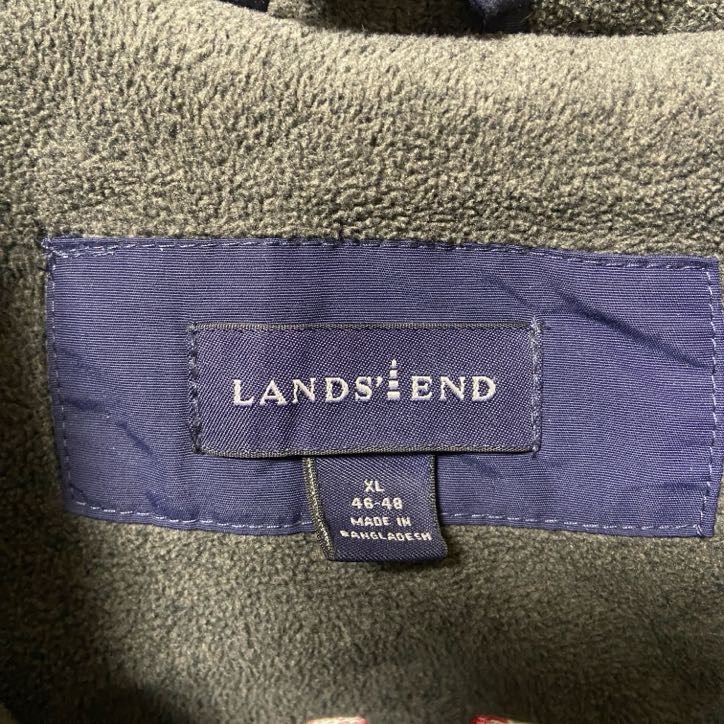 LANDS' END
XL
46-48
MADE IN
BANGLADESH